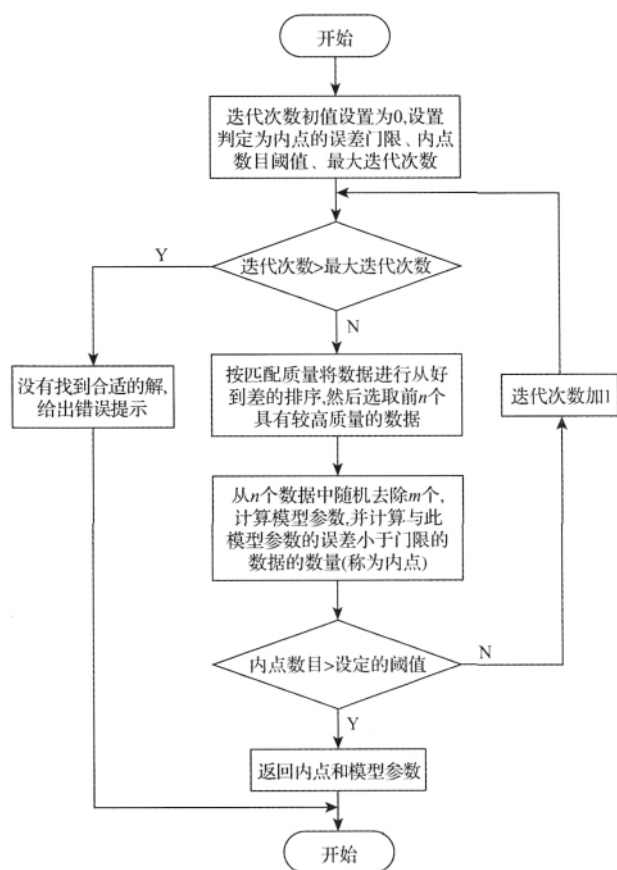 开始
迭代次数初值设置为0,设置
判定为内点的误差门限、内点
数目阈值、最大迭代次数
Y
迭代次数>最大迭代次数
N
没有找到合适的解,
给出错误提示
按匹配质量将数据进行从好
到差的排序,然后选取前n个
具有较高质量的数据
迭代次数加1
从n个数据中随机去除m个,
计算模型参数,并计算与此
模型参数的误差小于门限的
数据的数量(称为内点)
内点数目>设定的阈值
N
Y
返回内点和模型参数
开始